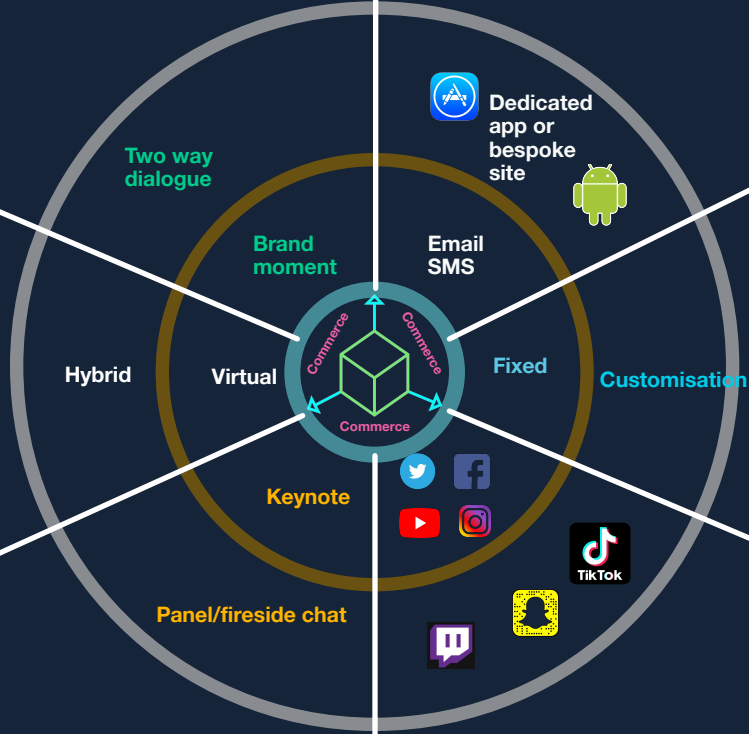 Dedicated
app or
bespoke
site
Two way
dialogue
Brand
moment
Email
SMS
Commerce
Commerce
Hybrid
Virtual
Fixed
Customisation
Commerce
Keynote
TikTok
Panel/fireside chat